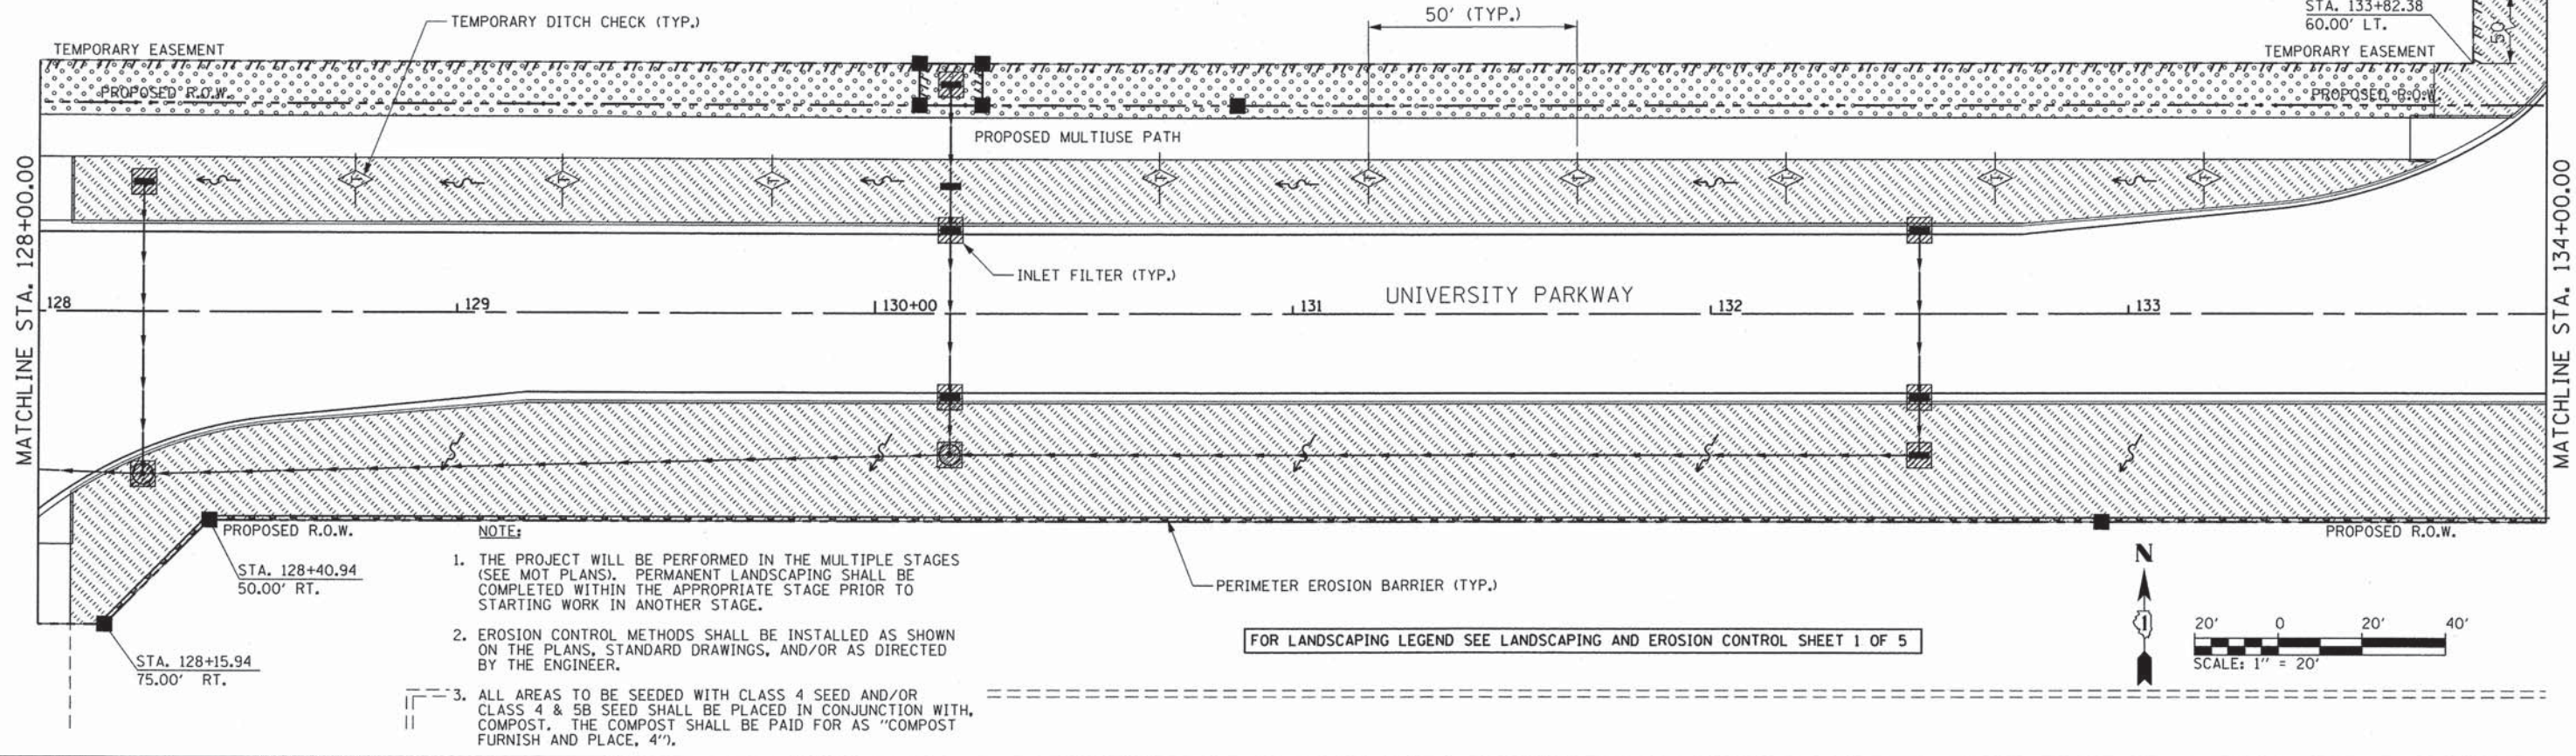 TEMPORARY DITCH CHECK (TYP.)
50' (TYP.)
STA. 133+82.38
60.00' LT.
50'
TEMPORARY EASEMENT
TEMPORARY EASEMENT
PROPOSED R.O.W.
PROPOSED R.O.W.
PROPOSED MULTIUSE PATH
T T T T T T T T T
MATCHLINE STA. 128+00.00
MATCHLINE STA. 134+00.00
INLET FILTER (TYP.)
UNIVERSITY PARKWAY
128 129 130+00 131 132 133
PROPOSED R.O.W.
PROPOSED R.O.W.
STA. 128+40.94
50.00' RT.
STA. 128+15.94
75.00' RT.
NOTE:
1. THE PROJECT WILL BE PERFORMED IN THE MULTIPLE STAGES
(SEE MOT PLANS). PERMANENT LANDSCAPING SHALL BE
COMPLETED WITHIN THE APPROPRIATE STAGE PRIOR TO
STARTING WORK IN ANOTHER STAGE.
2. EROSION CONTROL METHODS SHALL BE INSTALLED AS SHOWN
ON THE PLANS, STANDARD DRAWINGS, AND/OR AS DIRECTED
BY THE ENGINEER.
3. ALL AREAS TO BE SEEDED WITH CLASS 4 SEED AND/OR
CLASS 4 & 5B SEED SHALL BE PLACED IN CONJUNCTION WITH,
COMPOST. THE COMPOST SHALL BE PAID FOR AS "COMPOST
FURNISH AND PLACE, 4").
PERIMETER EROSION BARRIER (TYP.)
FOR LANDSCAPING LEGEND SEE LANDSCAPING AND EROSION CONTROL SHEET 1 OF 5
N
1
20' 0 20' 40'
SCALE: 1" = 20'